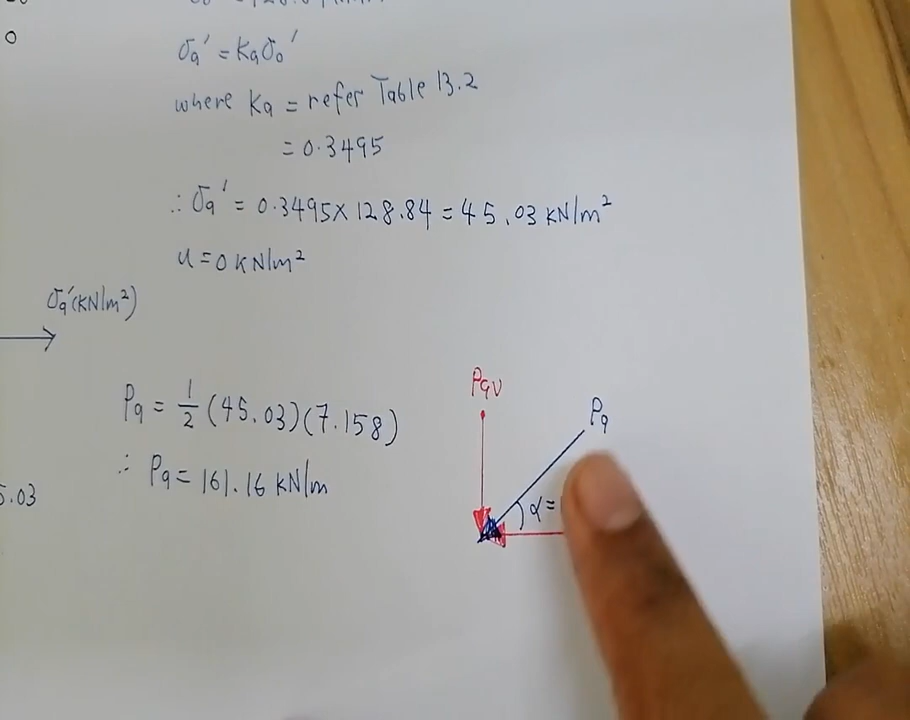 o
σa' = Kaσo'
where Ka = refer Table 13.2
= 0.3495
∴ σa' = 0.3495 × 128.84 = 45.03 kN/m²
u = 0 kN/m²
σa' (kN/m²)
Pav
Pa = 1/2 (45.03)(7.158)
Pa
∴ Pa = 161.16 kN/m
5.03
α =